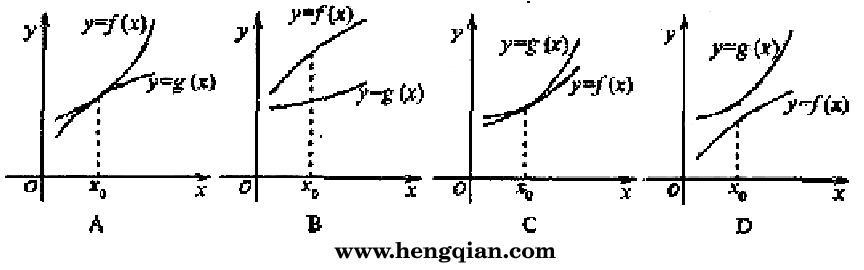 y y=f(x) y=g(x) O x₀ x A
y y=f(x) y=g(x) O x₀ x B
y y=g(x) y=f(x) O x₀ x C
y y=g(x) y=f(x) O x₀ x D
www.hengqian.com